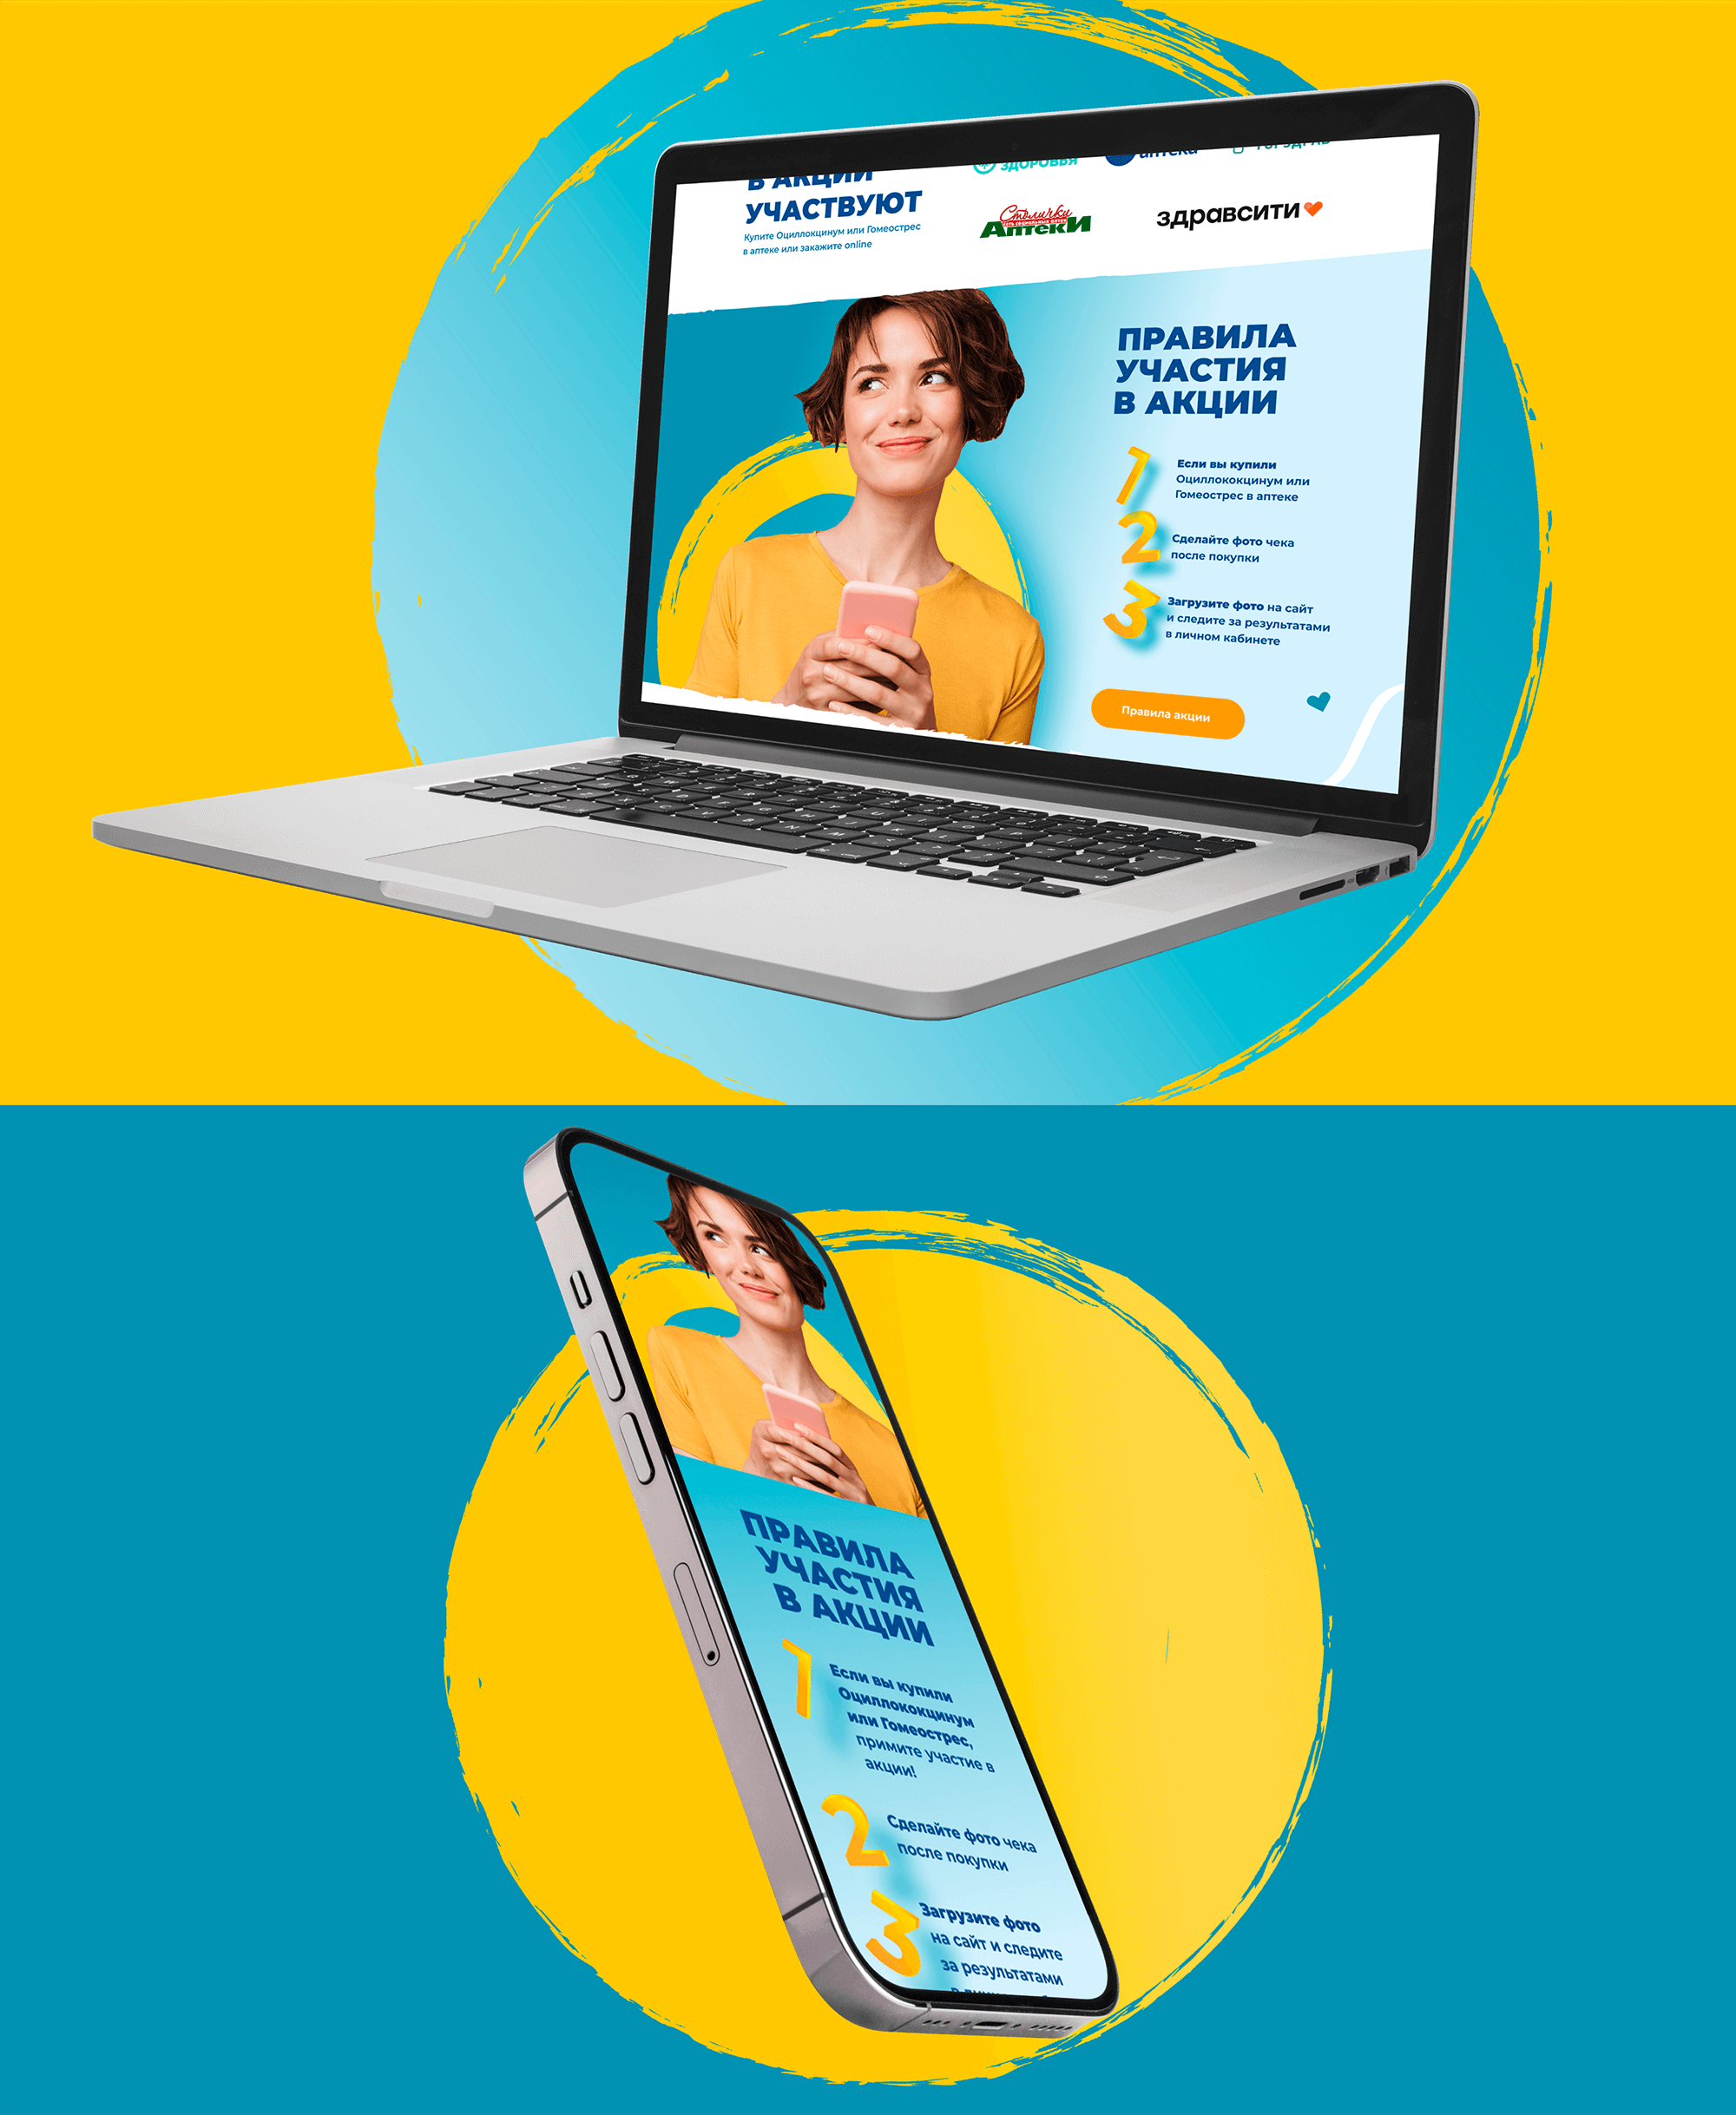 В АКЦИИ
УЧАСТВУЮТ
Купите Оциллокцинум или Гомеострес
в аптеке или закажите online
ЗДОРОВЬЯ
аптека
Столички
АптекИ
здравсити
ПРАВИЛА
УЧАСТИЯ
В АКЦИИ
1
Если вы купили
Оциллококцинум или
Гомеострес в аптеке
2
Сделайте фото чека
после покупки
3
Загрузите фото на сайт
и следите за результатами
в личном кабинете
Правила акции
ПРАВИЛА
УЧАСТИЯ
В АКЦИИ
1
Если вы купили
Оциллококцинум
или Гомеострес,
примите участие в
акции!
2
Сделайте фото чека
после покупки
3
Загрузите фото
на сайт и следите
за результатами